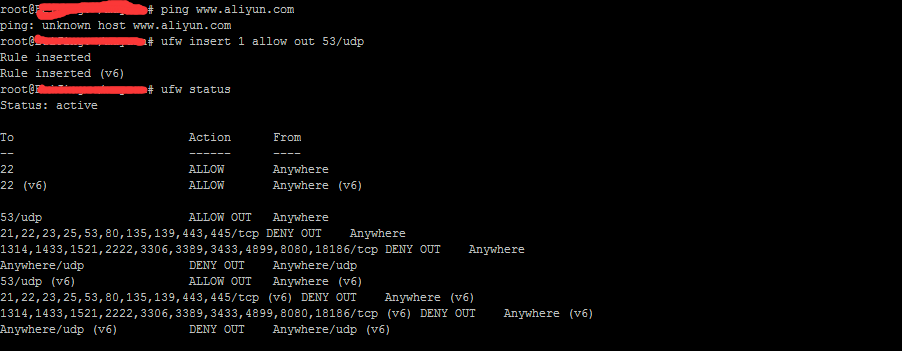 root@# ping www.aliyun.com
ping: unknown host www.aliyun.com
root@# ufw insert 1 allow out 53/udp
Rule inserted
Rule inserted (v6)
root@# ufw status
Status: active
To Action From
-- ------ ----
22 ALLOW Anywhere
22 (v6) ALLOW Anywhere (v6)
53/udp ALLOW OUT Anywhere
21,22,23,25,53,80,135,139,443,445/tcp DENY OUT Anywhere
1314,1433,1521,2222,3306,3389,3433,4899,8080,18186/tcp DENY OUT Anywhere
Anywhere/udp DENY OUT Anywhere/udp
53/udp (v6) ALLOW OUT Anywhere (v6)
21,22,23,25,53,80,135,139,443,445/tcp (v6) DENY OUT Anywhere (v6)
1314,1433,1521,2222,3306,3389,3433,4899,8080,18186/tcp (v6) DENY OUT Anywhere (v6)
Anywhere/udp (v6) DENY OUT Anywhere/udp (v6)